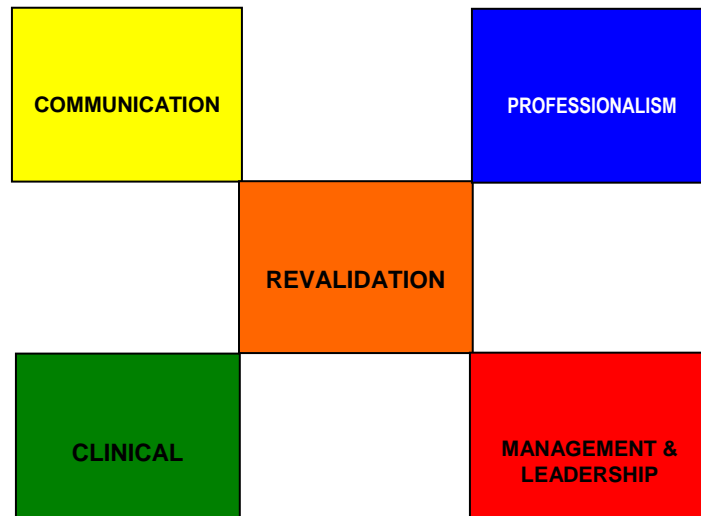 COMMUNICATION
PROFESSIONALISM
REVALIDATION
CLINICAL
MANAGEMENT &
LEADERSHIP